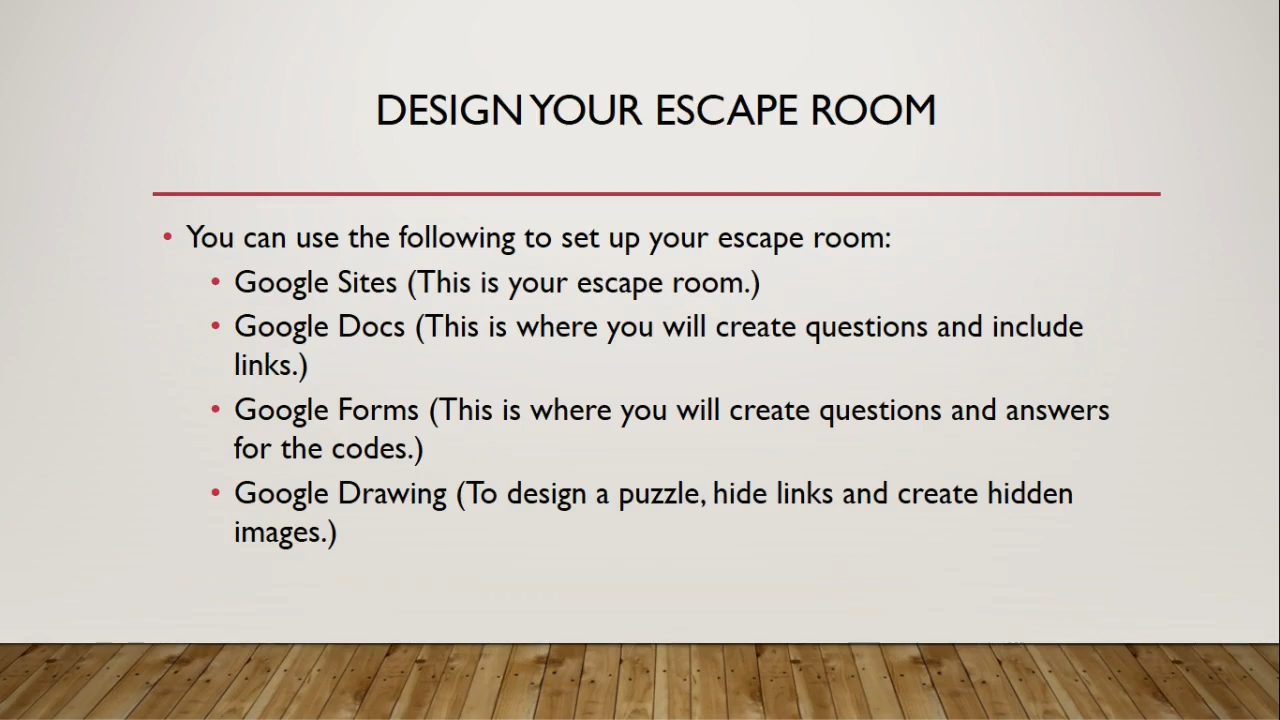 DESIGN YOUR ESCAPE ROOM
• You can use the following to set up your escape room:
• Google Sites (This is your escape room.)
• Google Docs (This is where you will create questions and include
links.)
• Google Forms (This is where you will create questions and answers
for the codes.)
• Google Drawing (To design a puzzle, hide links and create hidden
images.)